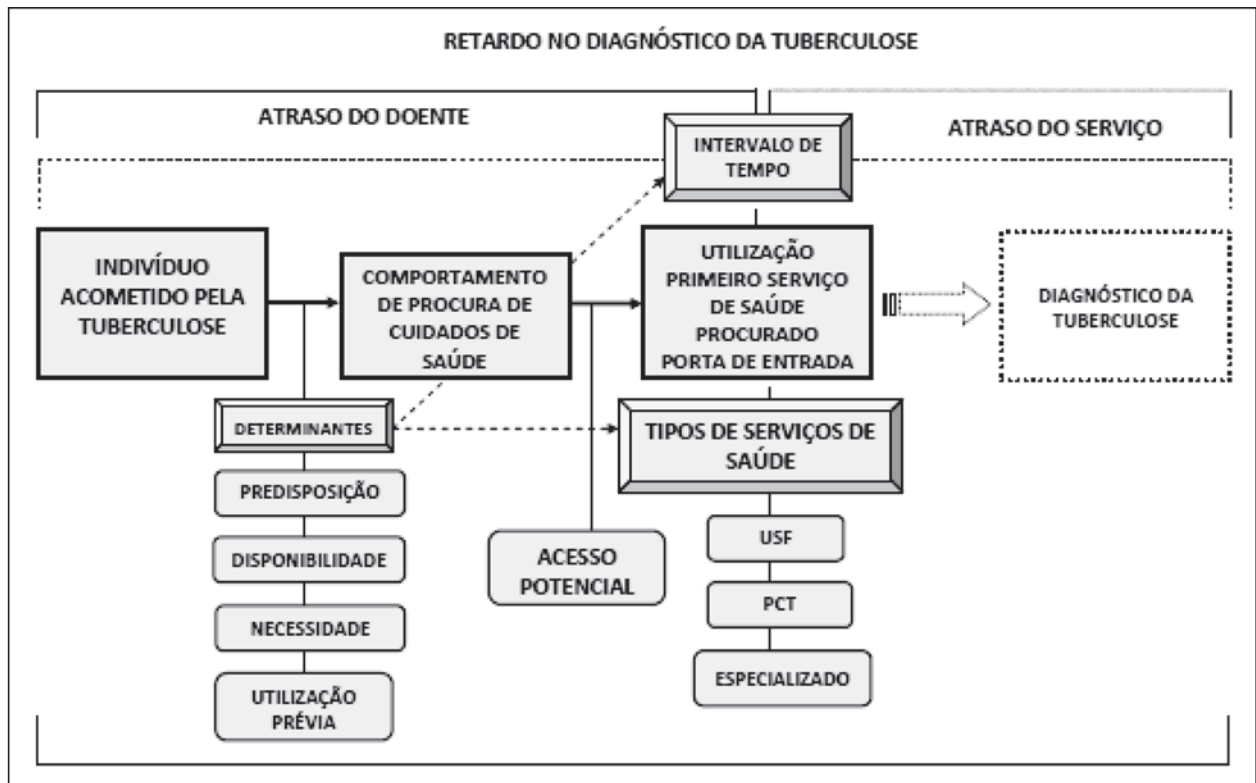 RETARDO NO DIAGNÓSTICO DA TUBERCULOSE
ATRASO DO DOENTE
ATRASO DO SERVIÇO
INTERVALO DE
TEMPO
INDIVÍDUO
ACOMETIDO PELA
TUBERCULOSE
COMPORTAMENTO
DE PROCURA DE
CUIDADOS DE
SAÚDE
UTILIZAÇÃO
PRIMEIRO SERVIÇO
DE SAÚDE
PROCURADO
PORTA DE ENTRADA
DIAGNÓSTICO DA
TUBERCULOSE
DETERMINANTES
PREDISPOSIÇÃO
DISPONIBILIDADE
NECESSIDADE
UTILIZAÇÃO
PRÉVIA
ACESSO
POTENCIAL
TIPOS DE SERVIÇOS DE
SAÚDE
USF
PCT
ESPECIALIZADO